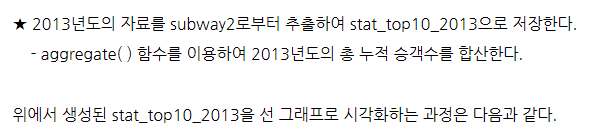 ★ 2013년도의 자료를 subway2로부터 추출하여 stat_top10_2013으로 저장한다.
- aggregate( ) 함수를 이용하여 2013년도의 총 누적 승객수를 합산한다.
위에서 생성된 stat_top10_2013을 선 그래프로 시각화하는 과정은 다음과 같다.